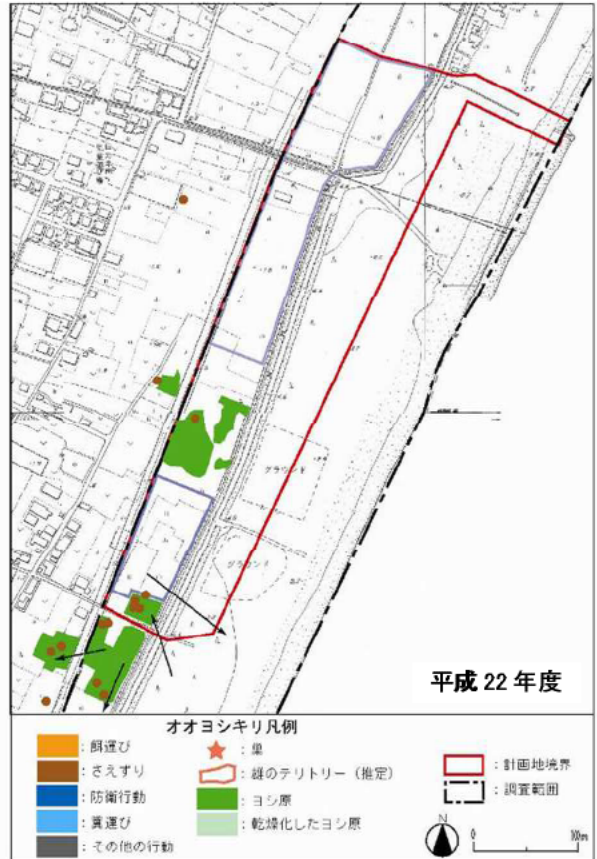 グラウンド
グラウンド
平成 22 年度
オオヨシキリ凡例
：餌運び
：さえずり
：防衛行動
：糞運び
：その他の行動
：巣
：雄のテリトリー（推定）
：ヨシ原
：乾燥化したヨシ原
：計画地境界
：調査範囲
0 100m